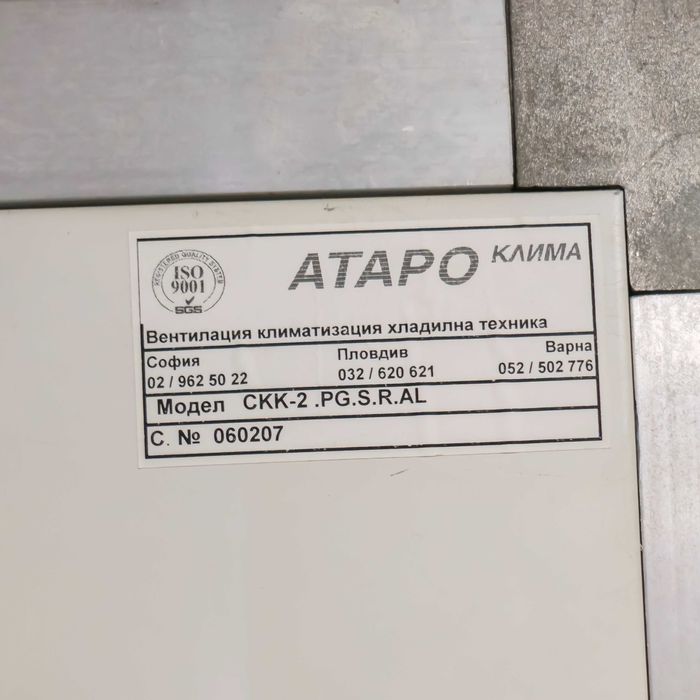 REGISTERED QUALITY SYSTEM
ISO
9001
SGS
АТАРО КЛИМА
Вентилация климатизация хладилна техника
София Пловдив Варна
02 / 962 50 22 032 / 620 621 052 / 502 776
Модел СКК-2 .PG.S.R.AL
С. № 060207